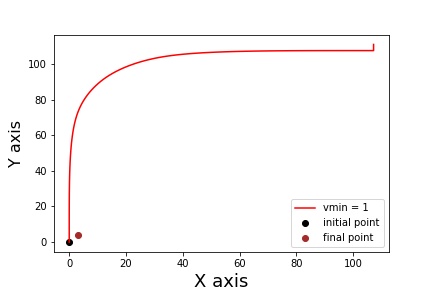 100
80
60
40
20
0
Y axis
vmin = 1
initial point
final point
0 20 40 60 80 100
X axis